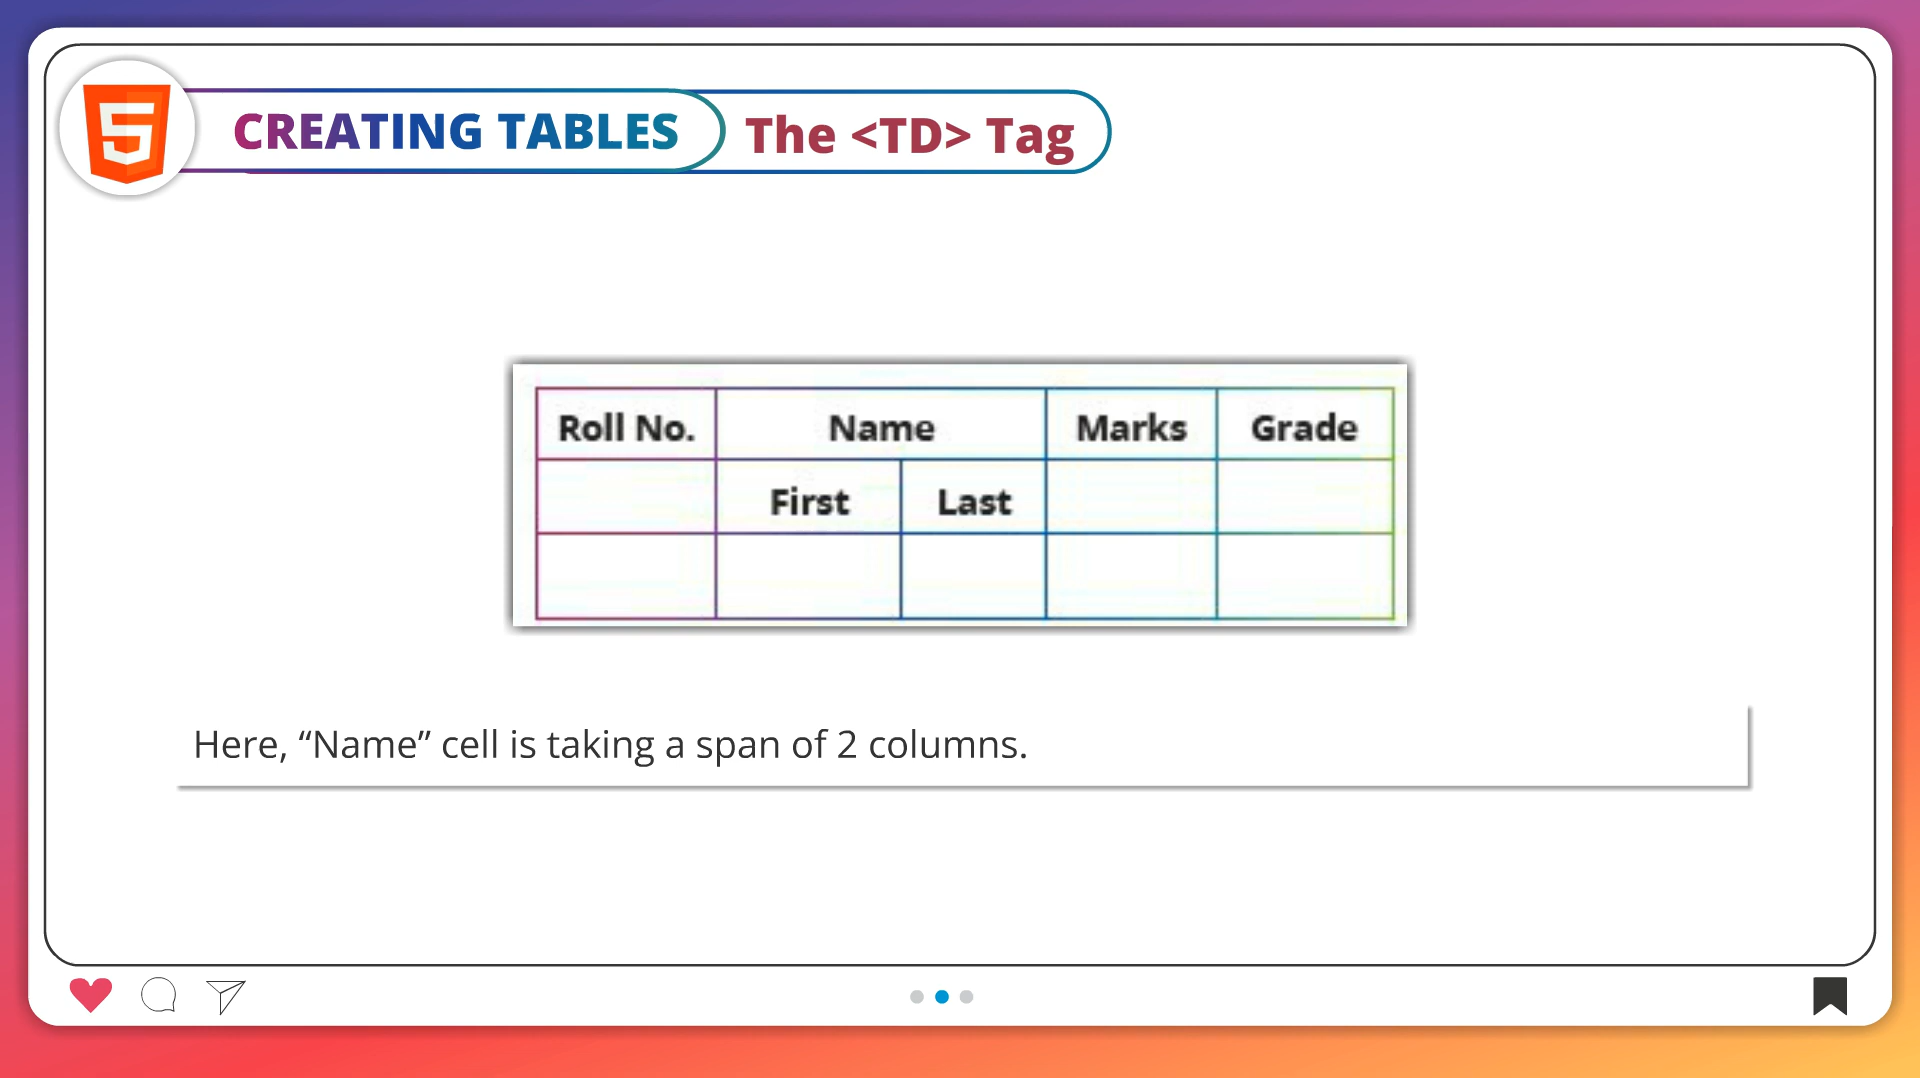 CREATING TABLES The <TD> Tag
Roll No. Name Marks Grade
First Last
Here, “Name” cell is taking a span of 2 columns.